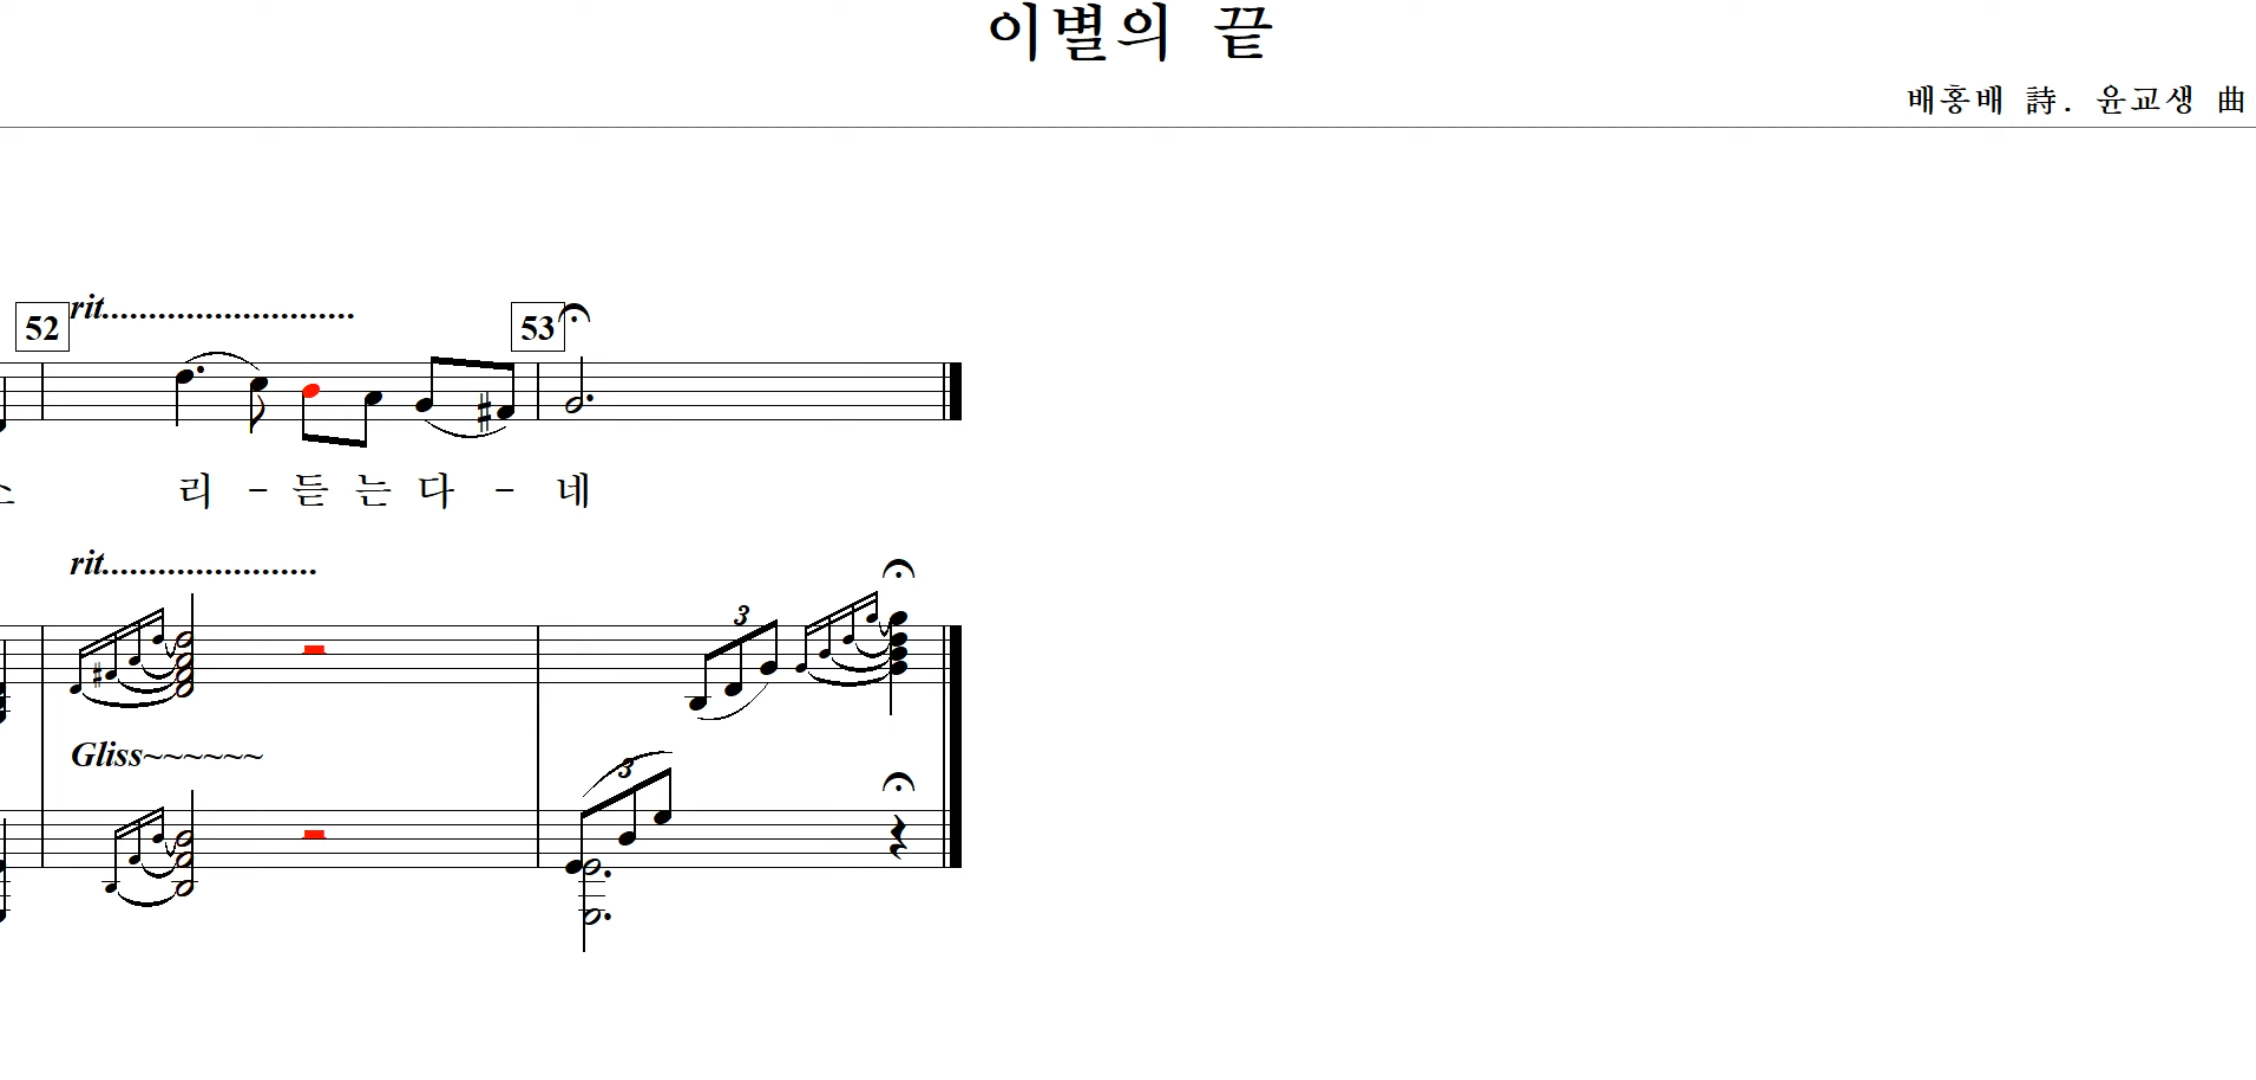 이별의 끝
배홍배 詩. 윤교생 曲
52 rit........................... 53
소 리 - 듣 는 다 - 네
rit.......................
3
Gliss~~~~~~
3